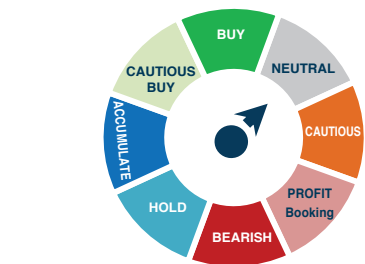 BUY
NEUTRAL
CAUTIOUS
PROFIT
Booking
BEARISH
HOLD
ACCUMULATE
CAUTIOUS
BUY